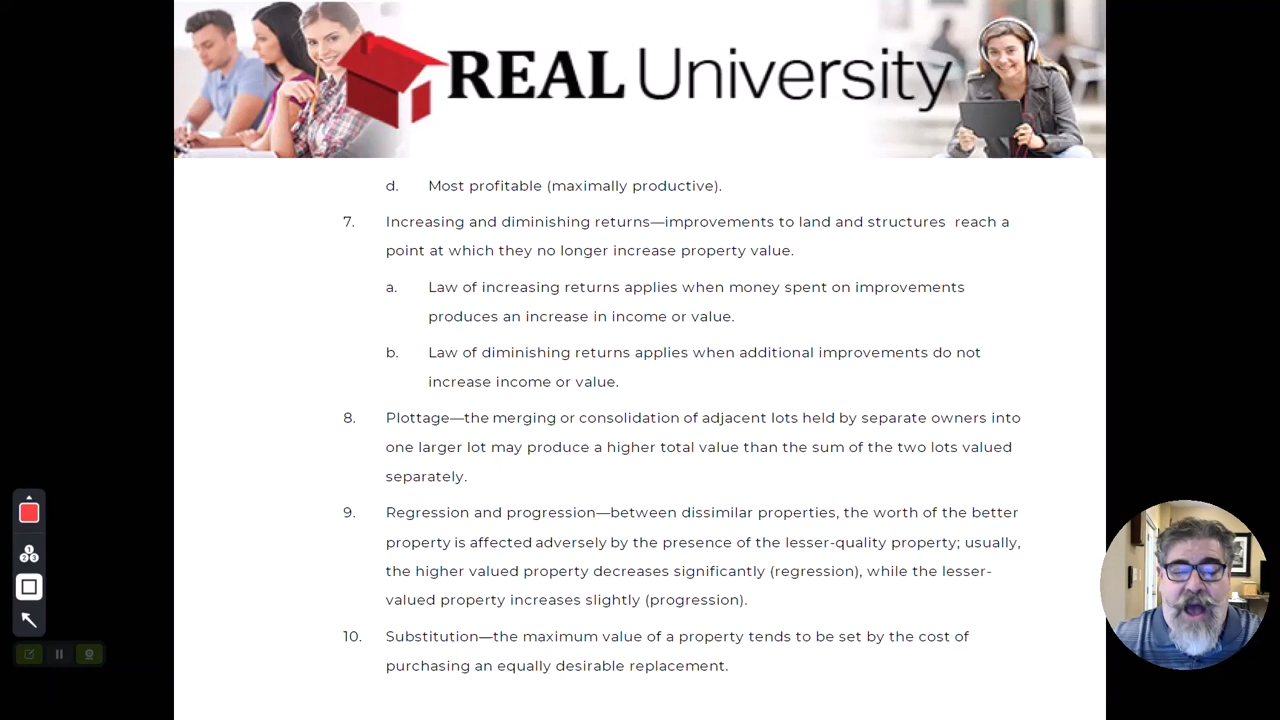 REAL University
d. Most profitable (maximally productive).
7. Increasing and diminishing returns—improvements to land and structures reach a
point at which they no longer increase property value.
a. Law of increasing returns applies when money spent on improvements
produces an increase in income or value.
b. Law of diminishing returns applies when additional improvements do not
increase income or value.
8. Plottage—the merging or consolidation of adjacent lots held by separate owners into
one larger lot may produce a higher total value than the sum of the two lots valued
separately.
9. Regression and progression—between dissimilar properties, the worth of the better
property is affected adversely by the presence of the lesser-quality property; usually,
the higher valued property decreases significantly (regression), while the lesser-
valued property increases slightly (progression).
10. Substitution—the maximum value of a property tends to be set by the cost of
purchasing an equally desirable replacement.